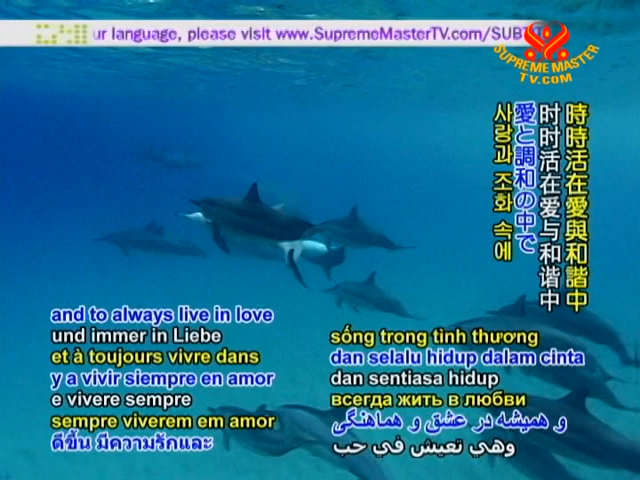 ur language, please visit www.SupremeMasterTV.com/SUBTIT
SUPREME MASTER
TV.COM
時時活在愛與和諧中
时时活在爱与和谐中
愛と調和の中で
사랑과 조화 속에
and to always live in love
und immer in Liebe
et à toujours vivre dans
y a vivir siempre en amor
e vivere sempre
sempre viverem em amor
ดีขึ้น มีความรักและ
sống trong tình thương
dan selalu hidup dalam cinta
dan sentiasa hidup
всегда жить в любви
و همیشه در عشق و هماهنگی
وهي تعيش في حب